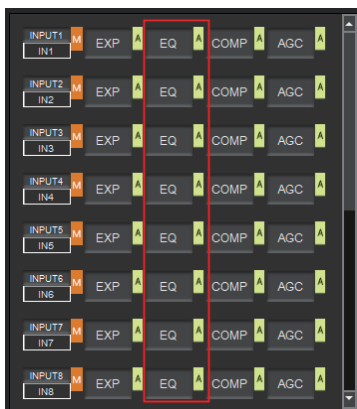 INPUT1 M EXP A EQ A COMP A AGC A
IN1
INPUT2 M EXP A EQ A COMP A AGC A
IN2
INPUT3 M EXP A EQ A COMP A AGC A
IN3
INPUT4 M EXP A EQ A COMP A AGC A
IN4
INPUT5 M EXP A EQ A COMP A AGC A
IN5
INPUT6 M EXP A EQ A COMP A AGC A
IN6
INPUT7 M EXP A EQ A COMP A AGC A
IN7
INPUT8 M EXP A EQ A COMP A AGC A
IN8